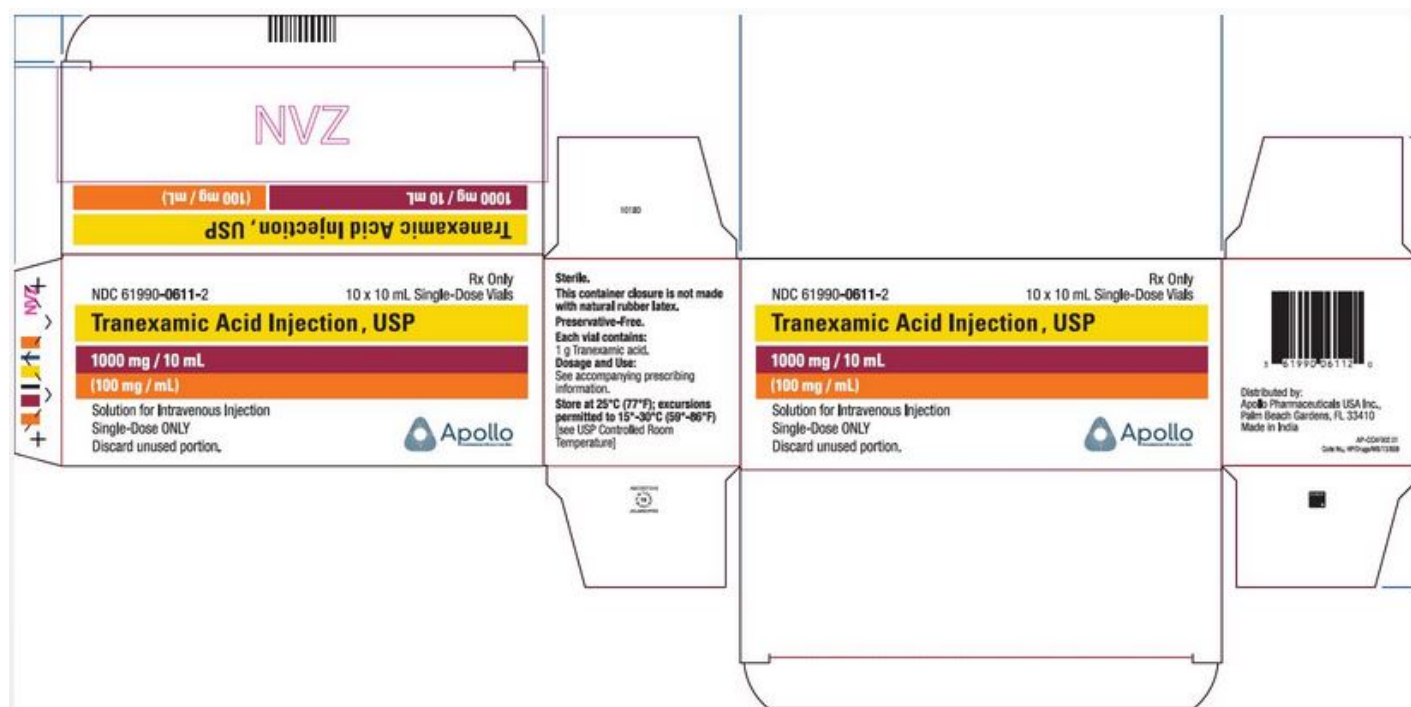 NVZ
1000 mg / 10 mL (100 mg / mL)
Tranexamic Acid Injection, USP
NVZ
Rx Only
NDC 61990-0611-2 10 x 10 mL Single-Dose Vials
Tranexamic Acid Injection, USP
1000 mg / 10 mL
(100 mg / mL)
Solution for Intravenous Injection
Single-Dose ONLY
Discard unused portion.
Apollo
10180
Sterile.
This container closure is not made
with natural rubber latex.
Preservative-Free.
Each vial contains:
1 g Tranexamic acid.
Dosage and Use:
See accompanying prescribing
information.
Store at 25°C (77°F); excursions
permitted to 15°-30°C (59°-86°F)
[see USP Controlled Room
Temperature]
Rx Only
NDC 61990-0611-2 10 x 10 mL Single-Dose Vials
Tranexamic Acid Injection, USP
1000 mg / 10 mL
(100 mg / mL)
Solution for Intravenous Injection
Single-Dose ONLY
Discard unused portion.
Apollo
3 61990 06112 0
Distributed by:
Apollo Pharmaceuticals USA Inc.,
Palm Beach Gardens, FL 33410
Made in India